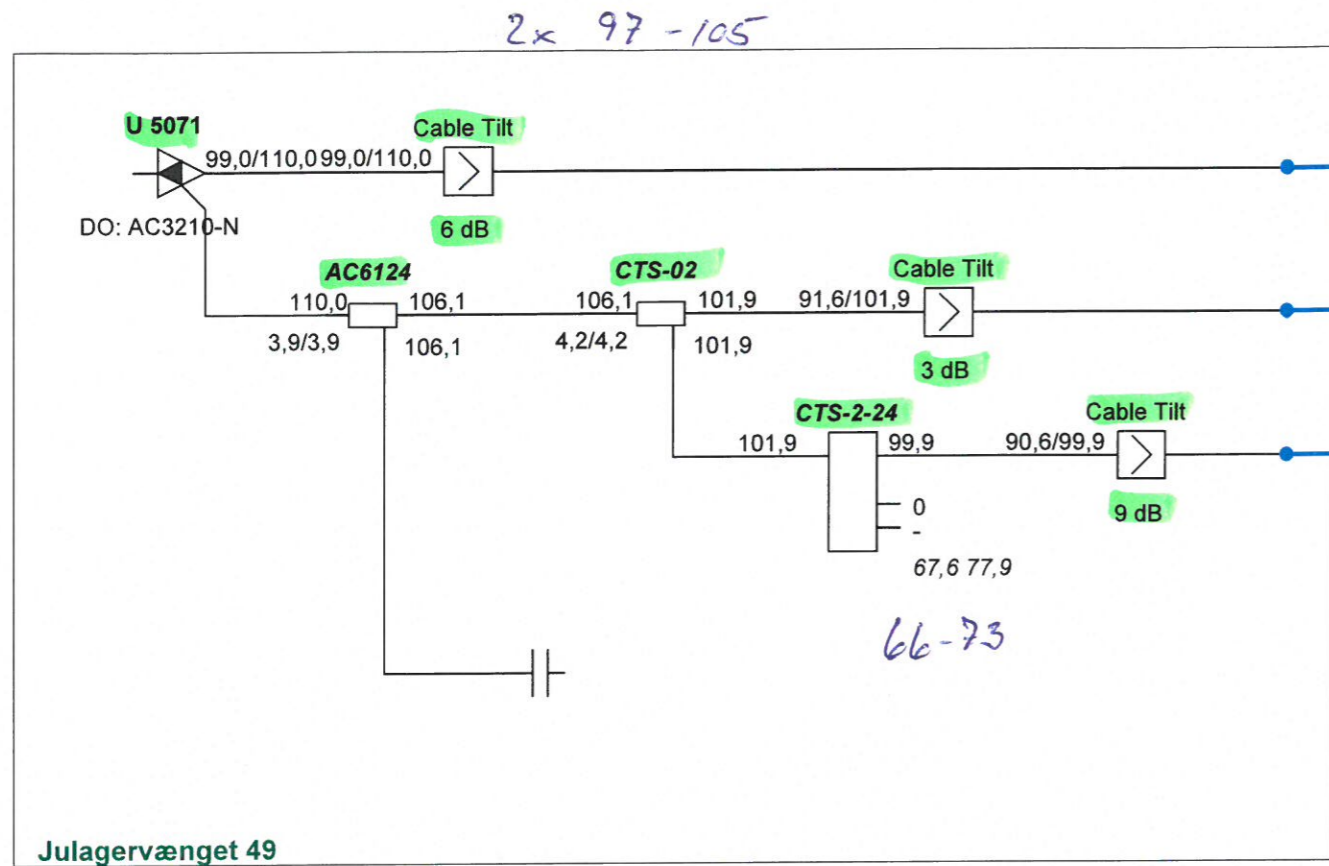 2x 97 - 105
U 5071
Cable Tilt
99,0/110,0 99,0/110,0
DO: AC3210-N
6 dB
AC6124
CTS-02
Cable Tilt
110,0 106,1
106,1 101,9
91,6/101,9
3,9/3,9
106,1
4,2/4,2
101,9
3 dB
CTS-2-24
Cable Tilt
101,9 99,9
90,6/99,9
0
-
9 dB
67,6 77,9
66-73
Julagervænget 49